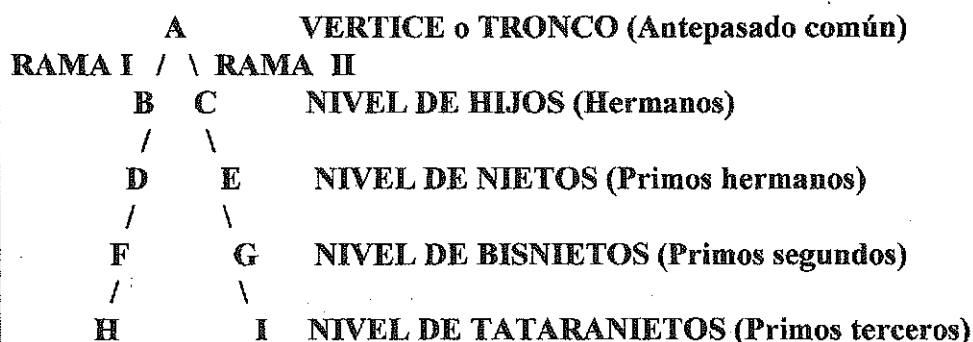 A VERTICE o TRONCO (Antepasado común)
RAMA I / \ RAMA II
B C NIVEL DE HIJOS (Hermanos)
/ \
D E NIVEL DE NIETOS (Primos hermanos)
/ \
F G NIVEL DE BISNIETOS (Primos segundos)
/ \
H I NIVEL DE TATARANIETOS (Primos terceros)